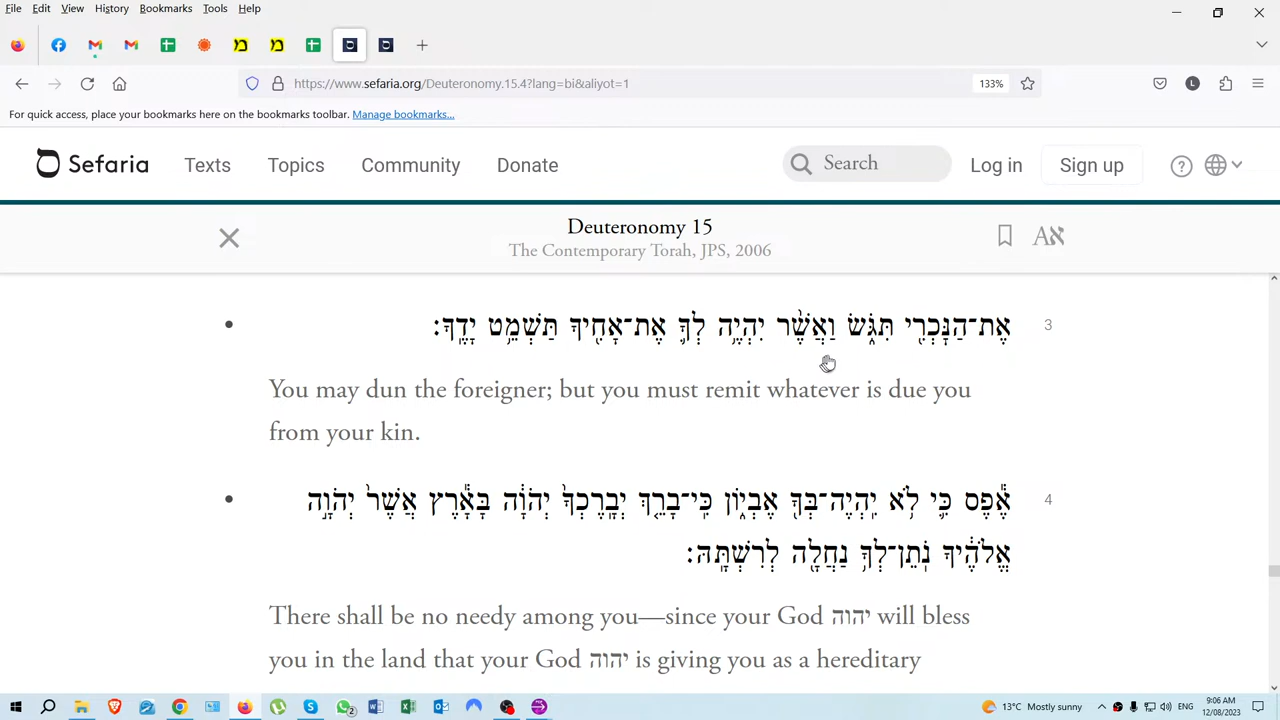 File Edit View History Bookmarks Tools Help
https://www.sefaria.org/Deuteronomy.15.4?lang=bi&aliyot=1 133%
For quick access, place your bookmarks here on the bookmarks toolbar. Manage bookmarks...
Sefaria Texts Topics Community Donate Search Log in Sign up
Deuteronomy 15
The Contemporary Torah, JPS, 2006
3 אֶת־הַנׇּכְרִ֖י תִּגֹּ֑שׂ וַאֲשֶׁ֨ר יִהְיֶ֥ה לְךָ֛ אֶת־אָחִ֖יךָ תַּשְׁמֵ֥ט יָדֶֽךָ׃
You may dun the foreigner; but you must remit whatever is due you
from your kin.
4 אֶ֕פֶס כִּ֛י לֹ֥א יִֽהְיֶה־בְּךָ֖ אֶבְי֑וֹן כִּֽי־בָרֵ֤ךְ יְבָֽרֶכְךָ֙ יְהֹוָ֔ה בָּאָ֕רֶץ אֲשֶׁר֙ יְהֹוָ֣ה
אֱלֹהֶ֔יךָ נֹֽתֵן־לְךָ֥ נַחֲלָ֖ה לְרִשְׁתָּֽהּ׃
There shall be no needy among you—since your God יהוה will bless
you in the land that your God יהוה is giving you as a hereditary
13°C Mostly sunny ENG 9:06 AM
12/08/2023